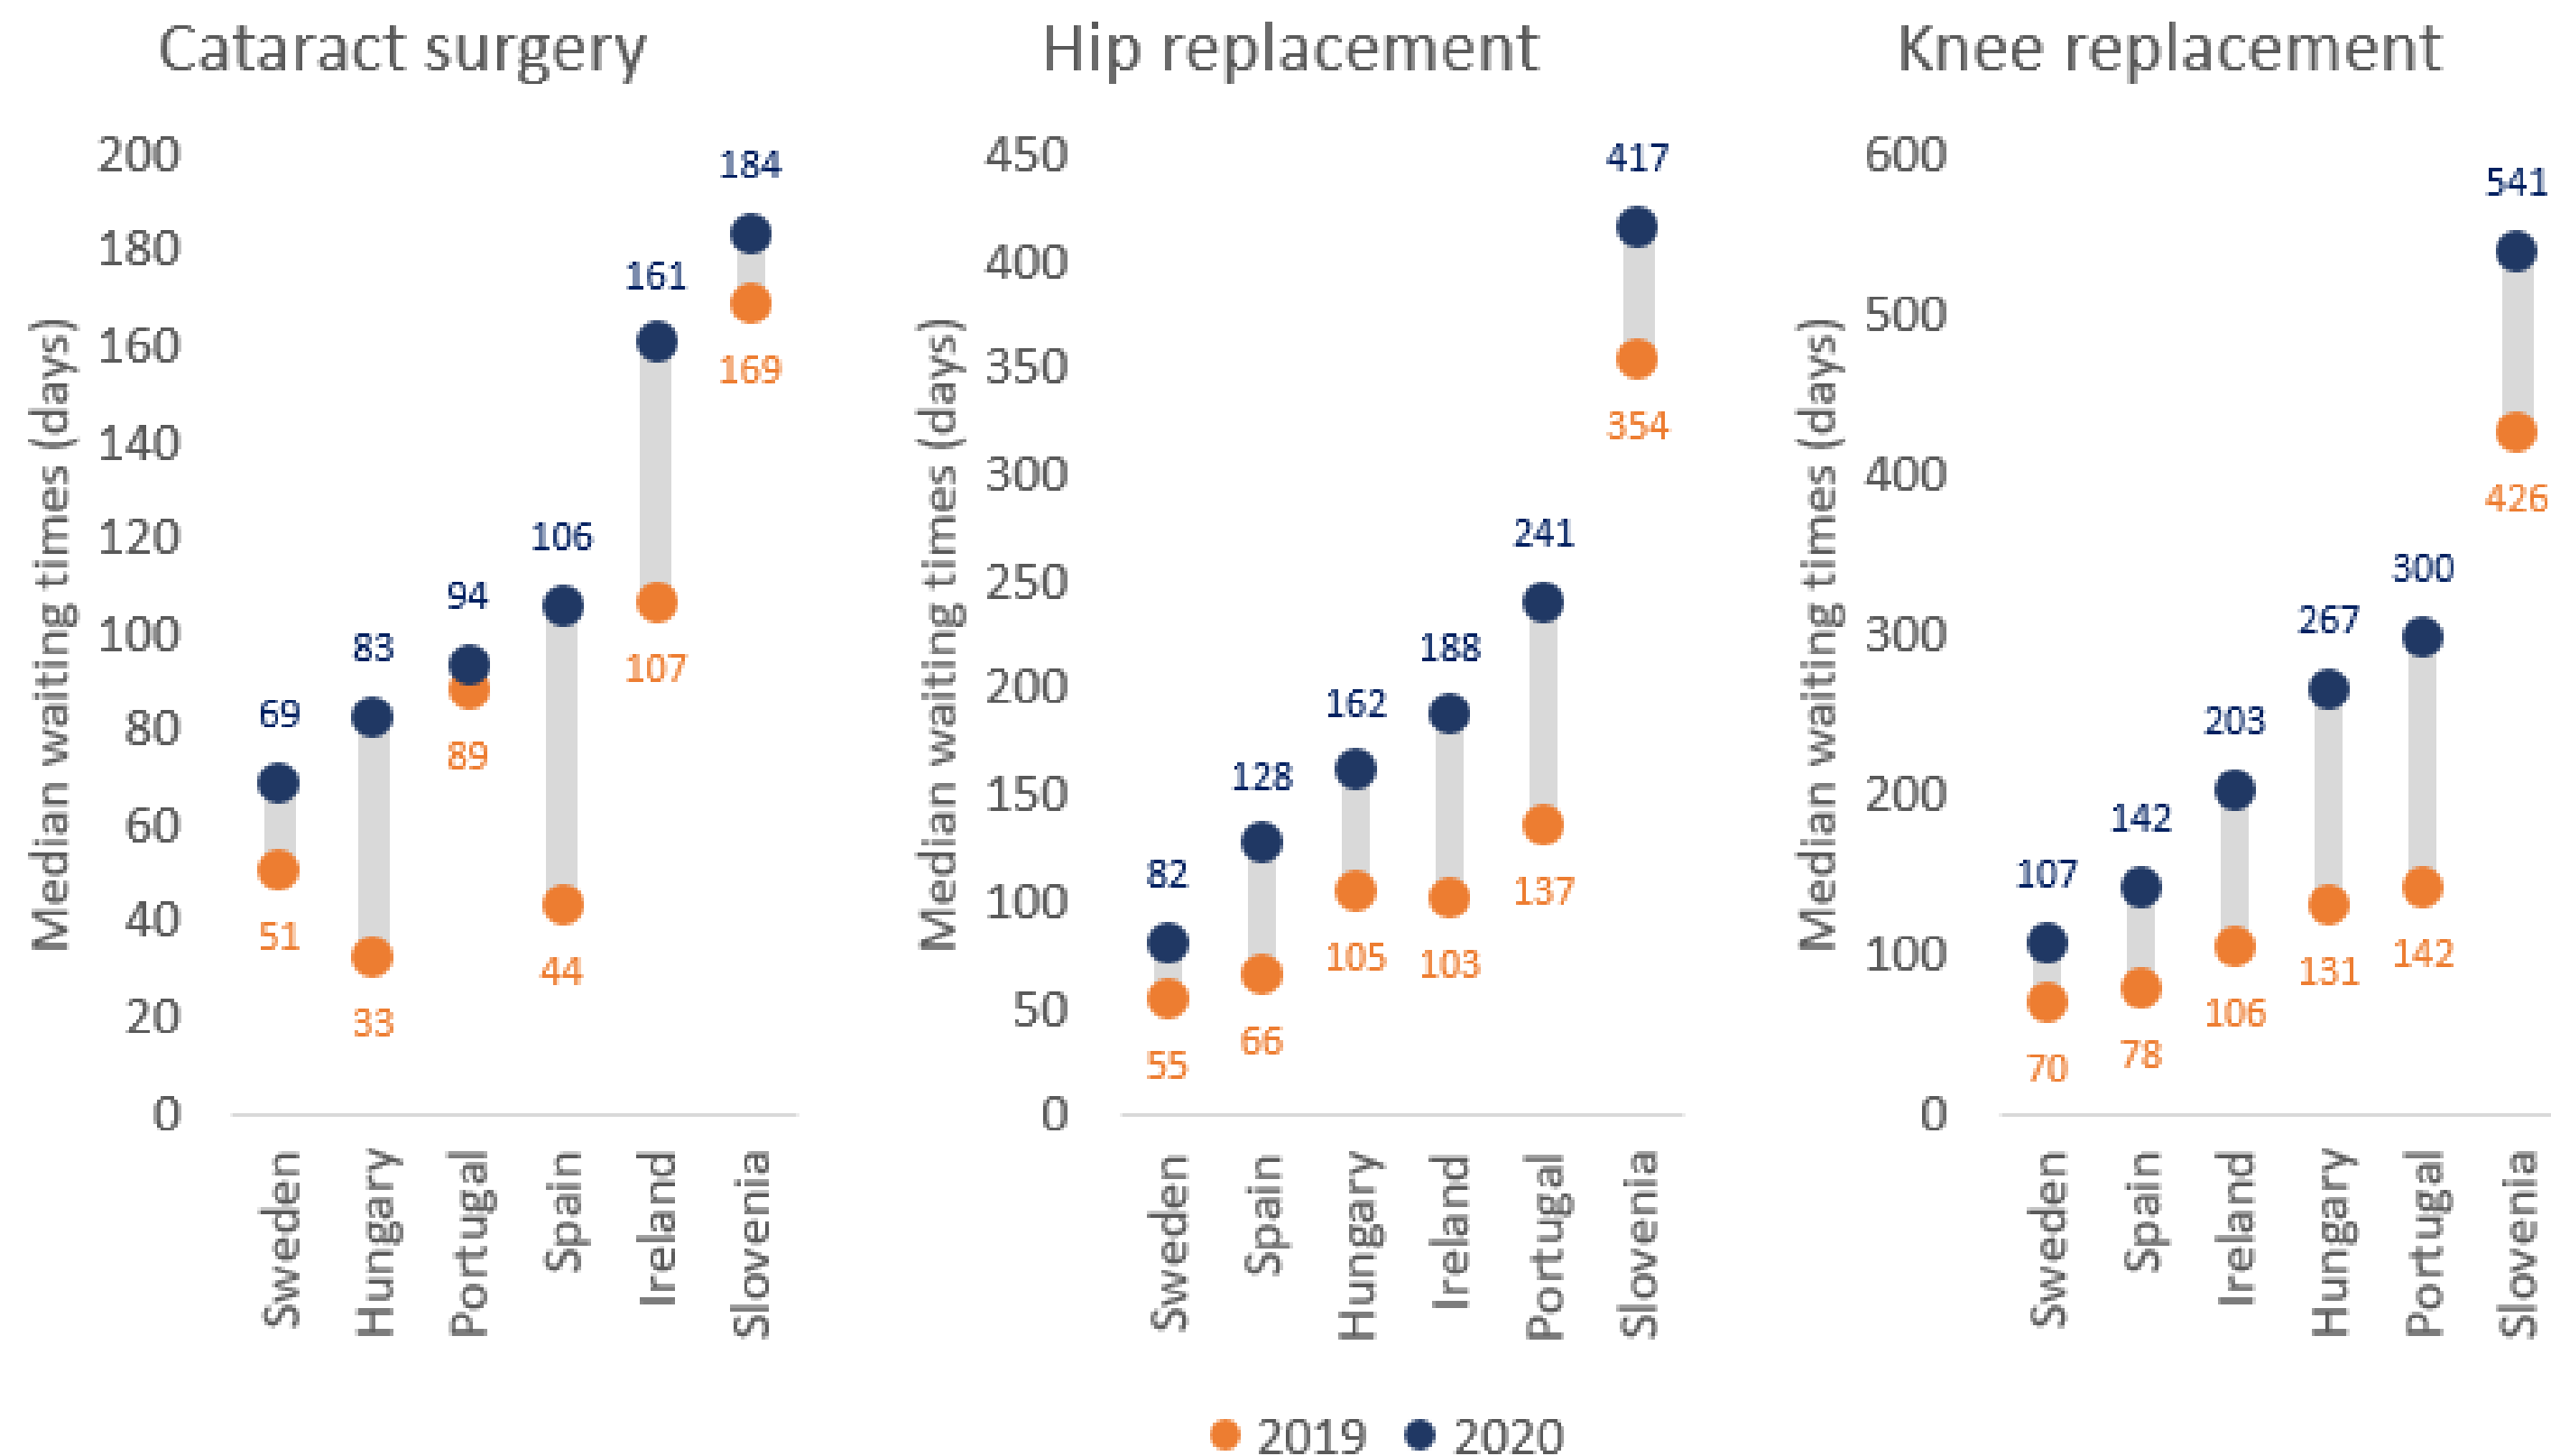 Cataract surgery
Median waiting times (days)
200
180
160
140
120
100
80
60
40
20
0
69
51
83
33
94
89
106
44
161
107
184
169
Sweden
Hungary
Portugal
Spain
Ireland
Slovenia
Hip replacement
Median waiting times (days)
450
400
350
300
250
200
150
100
50
0
82
55
128
66
162
105
188
103
241
137
417
354
Sweden
Spain
Hungary
Ireland
Portugal
Slovenia
Knee replacement
Median waiting times (days)
600
500
400
300
200
100
0
107
70
142
78
203
106
267
131
300
142
541
426
Sweden
Spain
Ireland
Hungary
Portugal
Slovenia
2019 2020